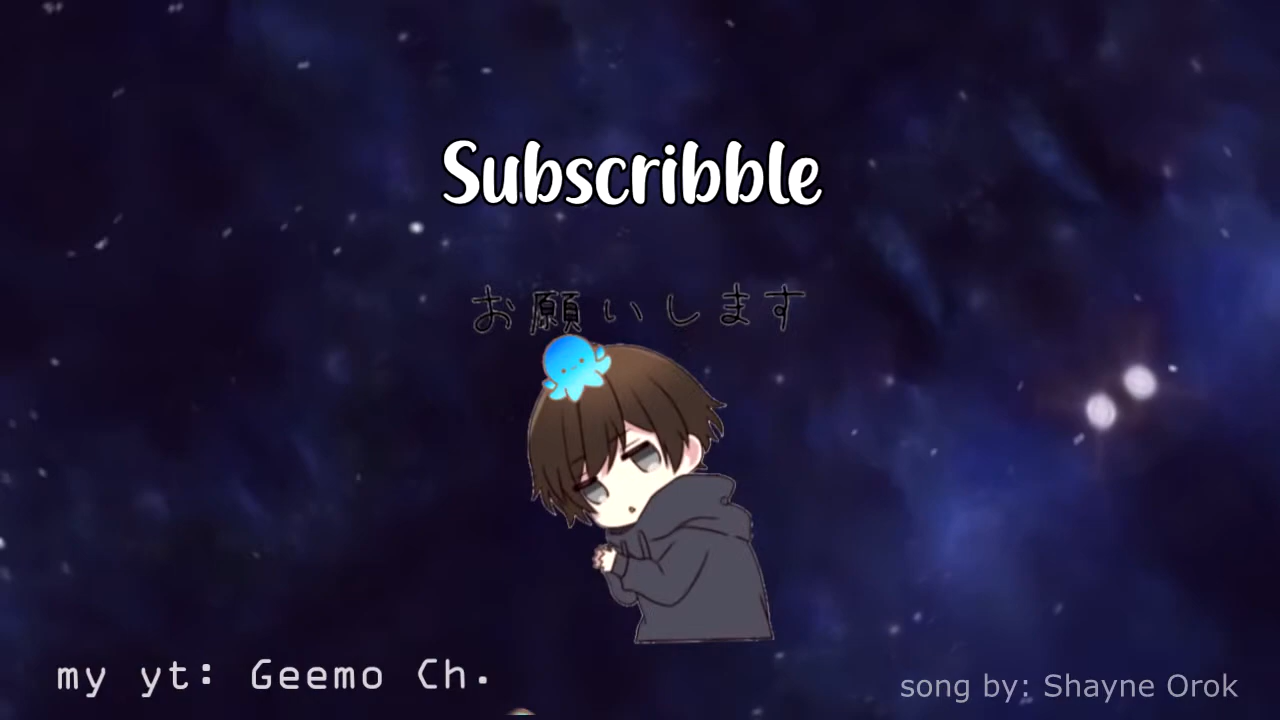 Subscribble
お願いします
my yt: Geemo Ch.
song by: Shayne Orok